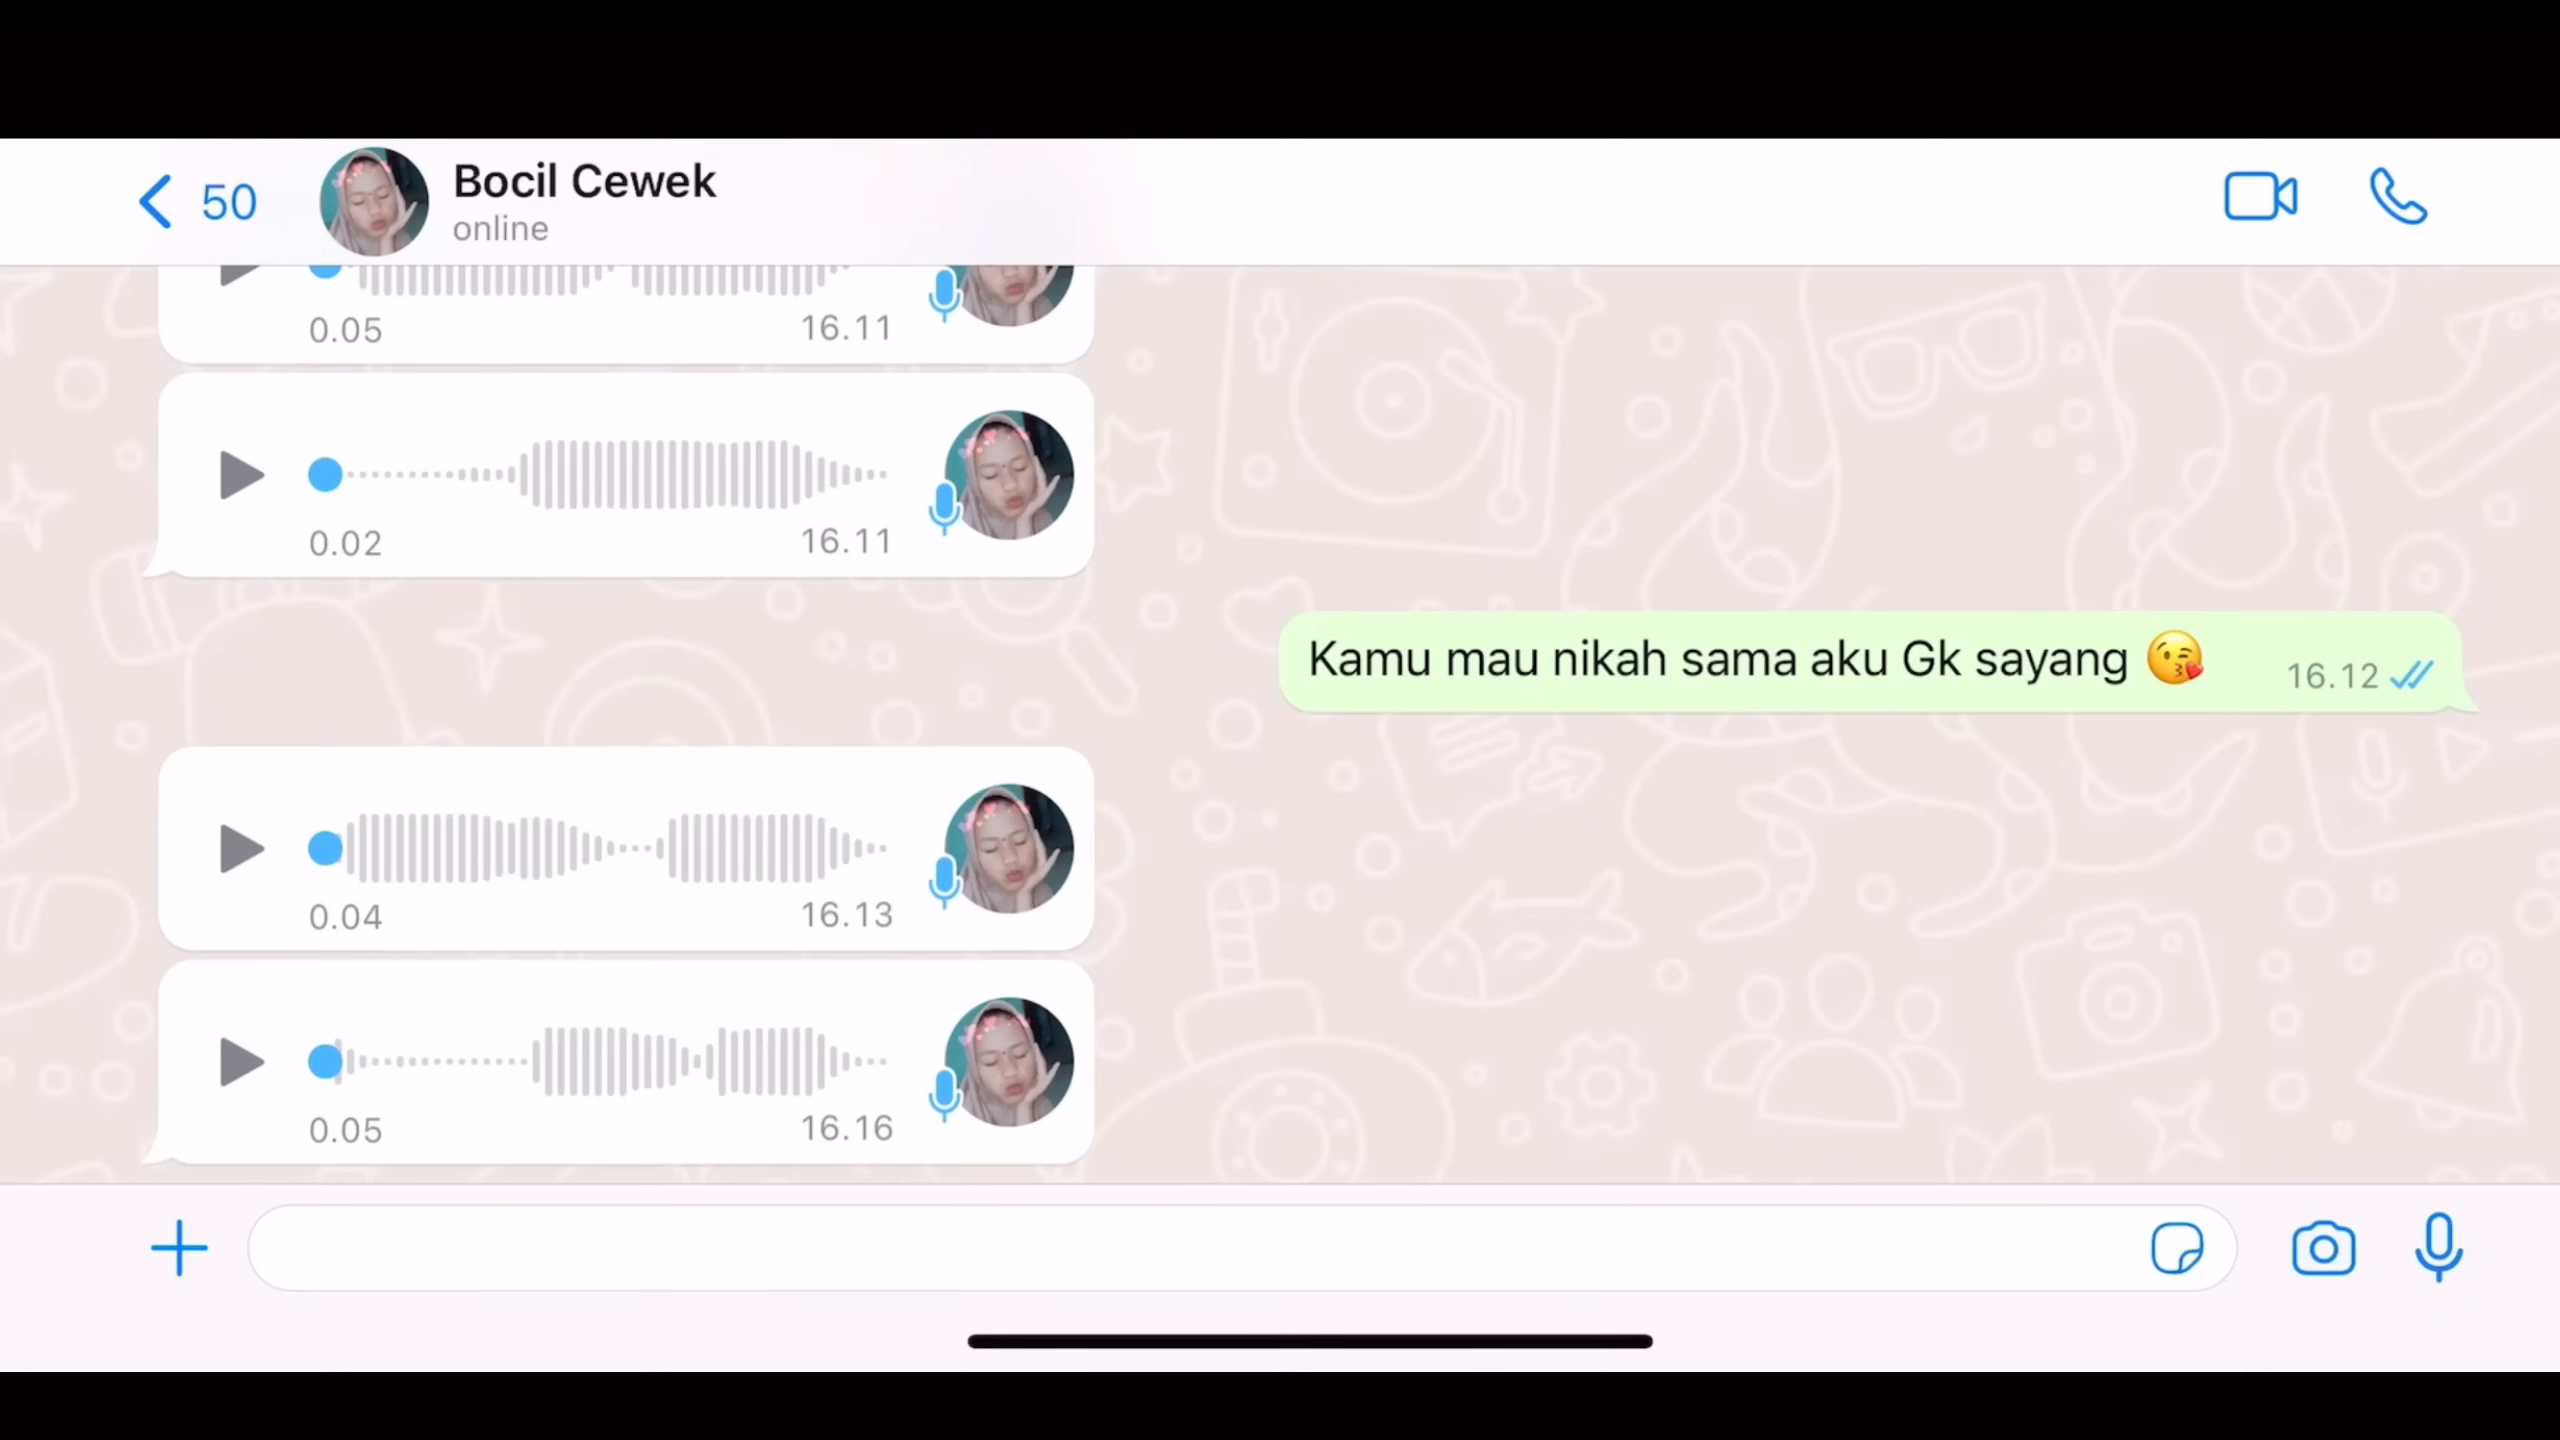 50
Bocil Cewek
online
0.05 16.11
0.02 16.11
Kamu mau nikah sama aku Gk sayang 😘 16.12
0.04 16.13
0.05 16.16